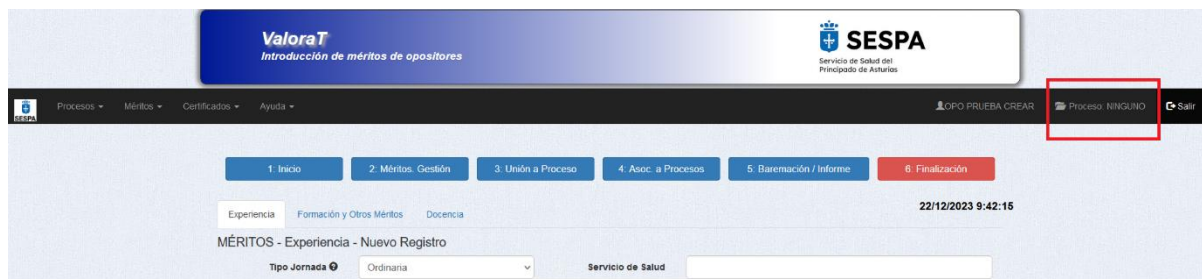 ValoraT
Introducción de méritos de opositores
SESPA
Servicio de Salud del
Principado de Asturias
SESPA
Procesos Méritos Certificados Ayuda OPO PRUEBA CREAR Proceso: NINGUNO Salir
1: Inicio 2: Méritos. Gestión 3: Unión a Proceso 4: Asoc. a Procesos 5: Baremación / Informe 6: Finalización
22/12/2023 9:42:15
Experiencia Formación y Otros Méritos Docencia
MÉRITOS - Experiencia - Nuevo Registro
Tipo Jornada Ordinaria Servicio de Salud